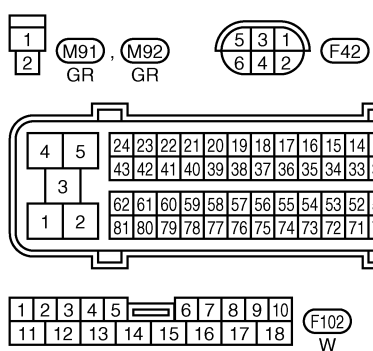 1
2
M91 , M92
GR GR
5 3 1
6 4 2
F42
4 5
3
1 2
24 23 22 21 20 19 18 17 16 15 14
43 42 41 40 39 38 37 36 35 34 33
62 61 60 59 58 57 56 55 54 53 52
81 80 79 78 77 76 75 74 73 72 71
1 2 3 4 5 6 7 8 9 10
11 12 13 14 15 16 17 18
F102
W